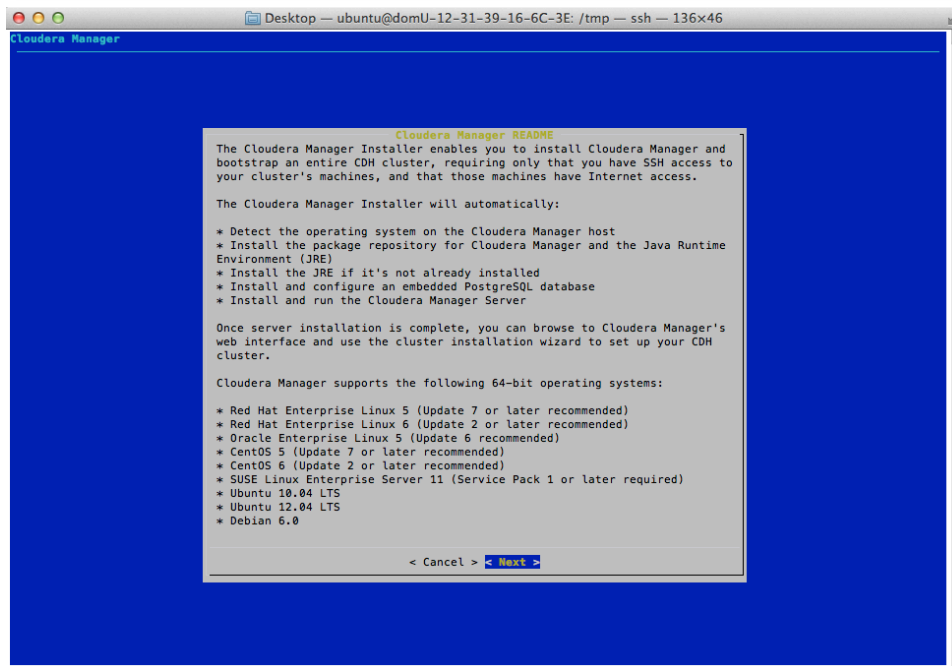 Desktop — ubuntu@domU-12-31-39-16-6C-3E: /tmp — ssh — 136×46
Cloudera Manager
Cloudera Manager README
The Cloudera Manager Installer enables you to install Cloudera Manager and
bootstrap an entire CDH cluster, requiring only that you have SSH access to
your cluster's machines, and that those machines have Internet access.
The Cloudera Manager Installer will automatically:
* Detect the operating system on the Cloudera Manager host
* Install the package repository for Cloudera Manager and the Java Runtime
Environment (JRE)
* Install the JRE if it's not already installed
* Install and configure an embedded PostgreSQL database
* Install and run the Cloudera Manager Server
Once server installation is complete, you can browse to Cloudera Manager's
web interface and use the cluster installation wizard to set up your CDH
cluster.
Cloudera Manager supports the following 64-bit operating systems:
* Red Hat Enterprise Linux 5 (Update 7 or later recommended)
* Red Hat Enterprise Linux 6 (Update 2 or later recommended)
* Oracle Enterprise Linux 5 (Update 6 recommended)
* CentOS 5 (Update 7 or later recommended)
* CentOS 6 (Update 2 or later recommended)
* SUSE Linux Enterprise Server 11 (Service Pack 1 or later required)
* Ubuntu 10.04 LTS
* Ubuntu 12.04 LTS
* Debian 6.0
< Cancel > < Next >